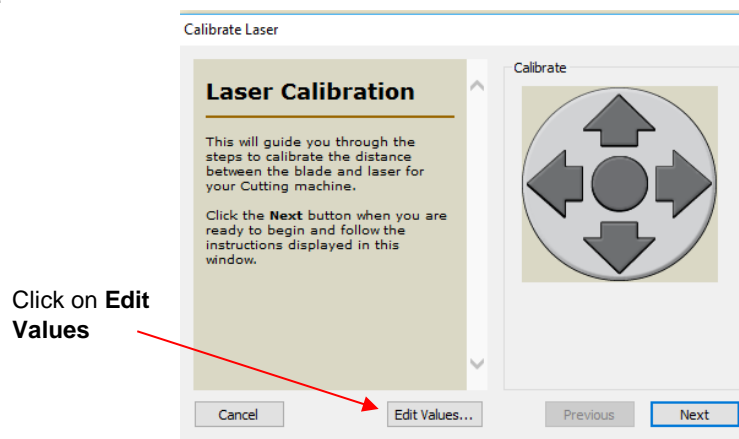 Calibrate Laser
Laser Calibration
This will guide you through the
steps to calibrate the distance
between the blade and laser for
your Cutting machine.
Click the Next button when you are
ready to begin and follow the
instructions displayed in this
window.
Calibrate
Click on Edit
Values
Cancel
Edit Values...
Previous
Next